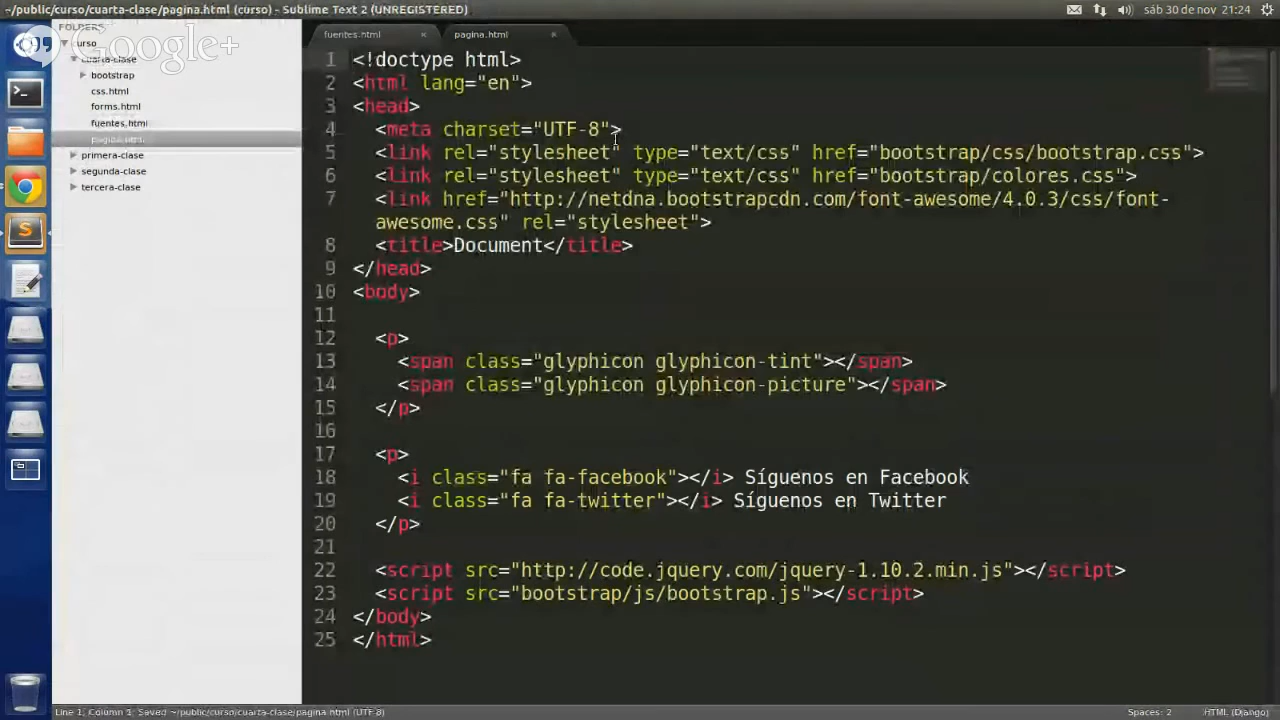 ~/public/curso/cuarta-clase/pagina.html (curso) - Sublime Text 2 (UNREGISTERED)
sáb 30 de nov 21:24
Google+
FOLDERS
curso
cuarta-clase
bootstrap
css.html
forms.html
fuentes.html
pagina.html
primera-clase
segunda-clase
tercera-clase
fuentes.html × pagina.html ×
1 <!doctype html>
2 <html lang="en">
3 <head>
4 <meta charset="UTF-8">
5 <link rel="stylesheet" type="text/css" href="bootstrap/css/bootstrap.css">
6 <link rel="stylesheet" type="text/css" href="bootstrap/colores.css">
7 <link href="http://netdna.bootstrapcdn.com/font-awesome/4.0.3/css/font-
awesome.css" rel="stylesheet">
8 <title>Document</title>
9 </head>
10 <body>
11
12 <p>
13 <span class="glyphicon glyphicon-tint"></span>
14 <span class="glyphicon glyphicon-picture"></span>
15 </p>
16
17 <p>
18 <i class="fa fa-facebook"></i> Síguenos en Facebook
19 <i class="fa fa-twitter"></i> Síguenos en Twitter
20 </p>
21
22 <script src="http://code.jquery.com/jquery-1.10.2.min.js"></script>
23 <script src="bootstrap/js/bootstrap.js"></script>
24 </body>
25 </html>
Line 1, Column 1; Saved ~/public/curso/cuarta-clase/pagina.html (UTF-8)
Spaces: 2
HTML (Django)